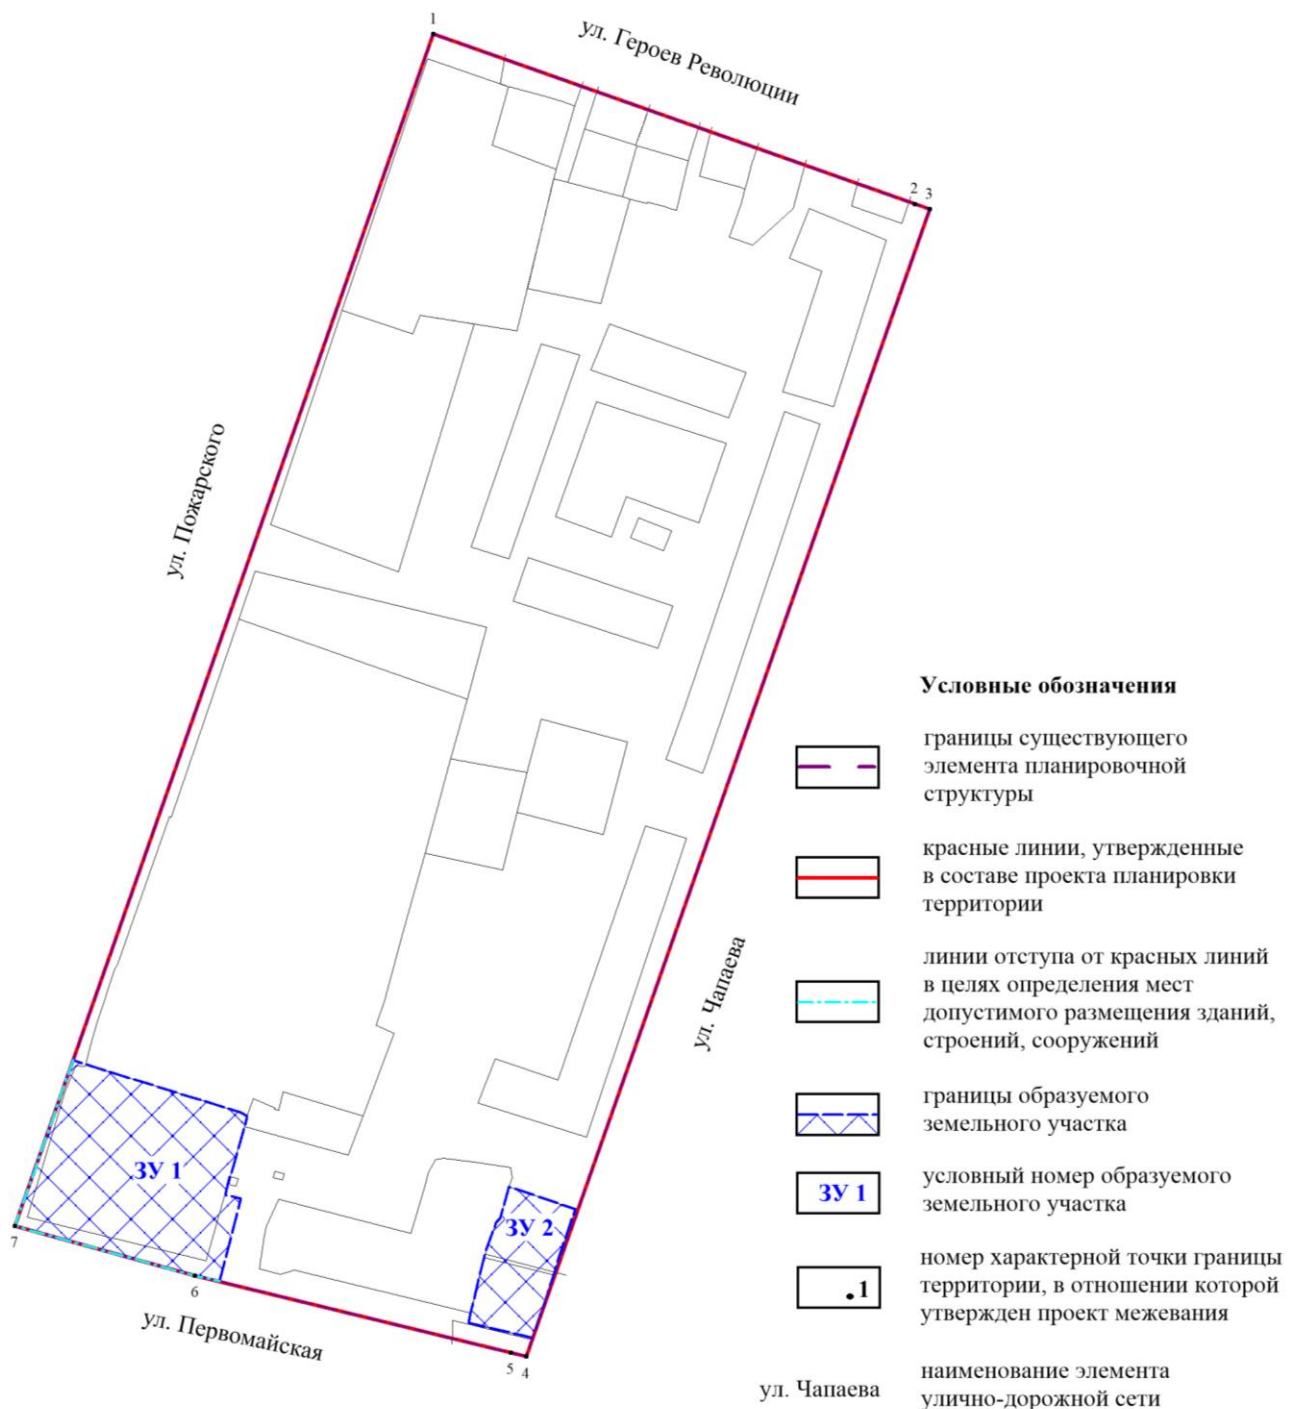 1
ул. Героев Революции
2
3
ул. Пожарского
ул. Чапаева
ЗУ 1
ЗУ 2
7
6
ул. Первомайская
5
4
Условные обозначения
границы существующего
элемента планировочной
структуры
красные линии, утвержденные
в составе проекта планировки
территории
линии отступа от красных линий
в целях определения мест
допустимого размещения зданий,
строений, сооружений
границы образуемого
земельного участка
ЗУ 1
условный номер образуемого
земельного участка
.1
номер характерной точки границы
территории, в отношении которой
утвержден проект межевания
ул. Чапаева
наименование элемента
улично-дорожной сети